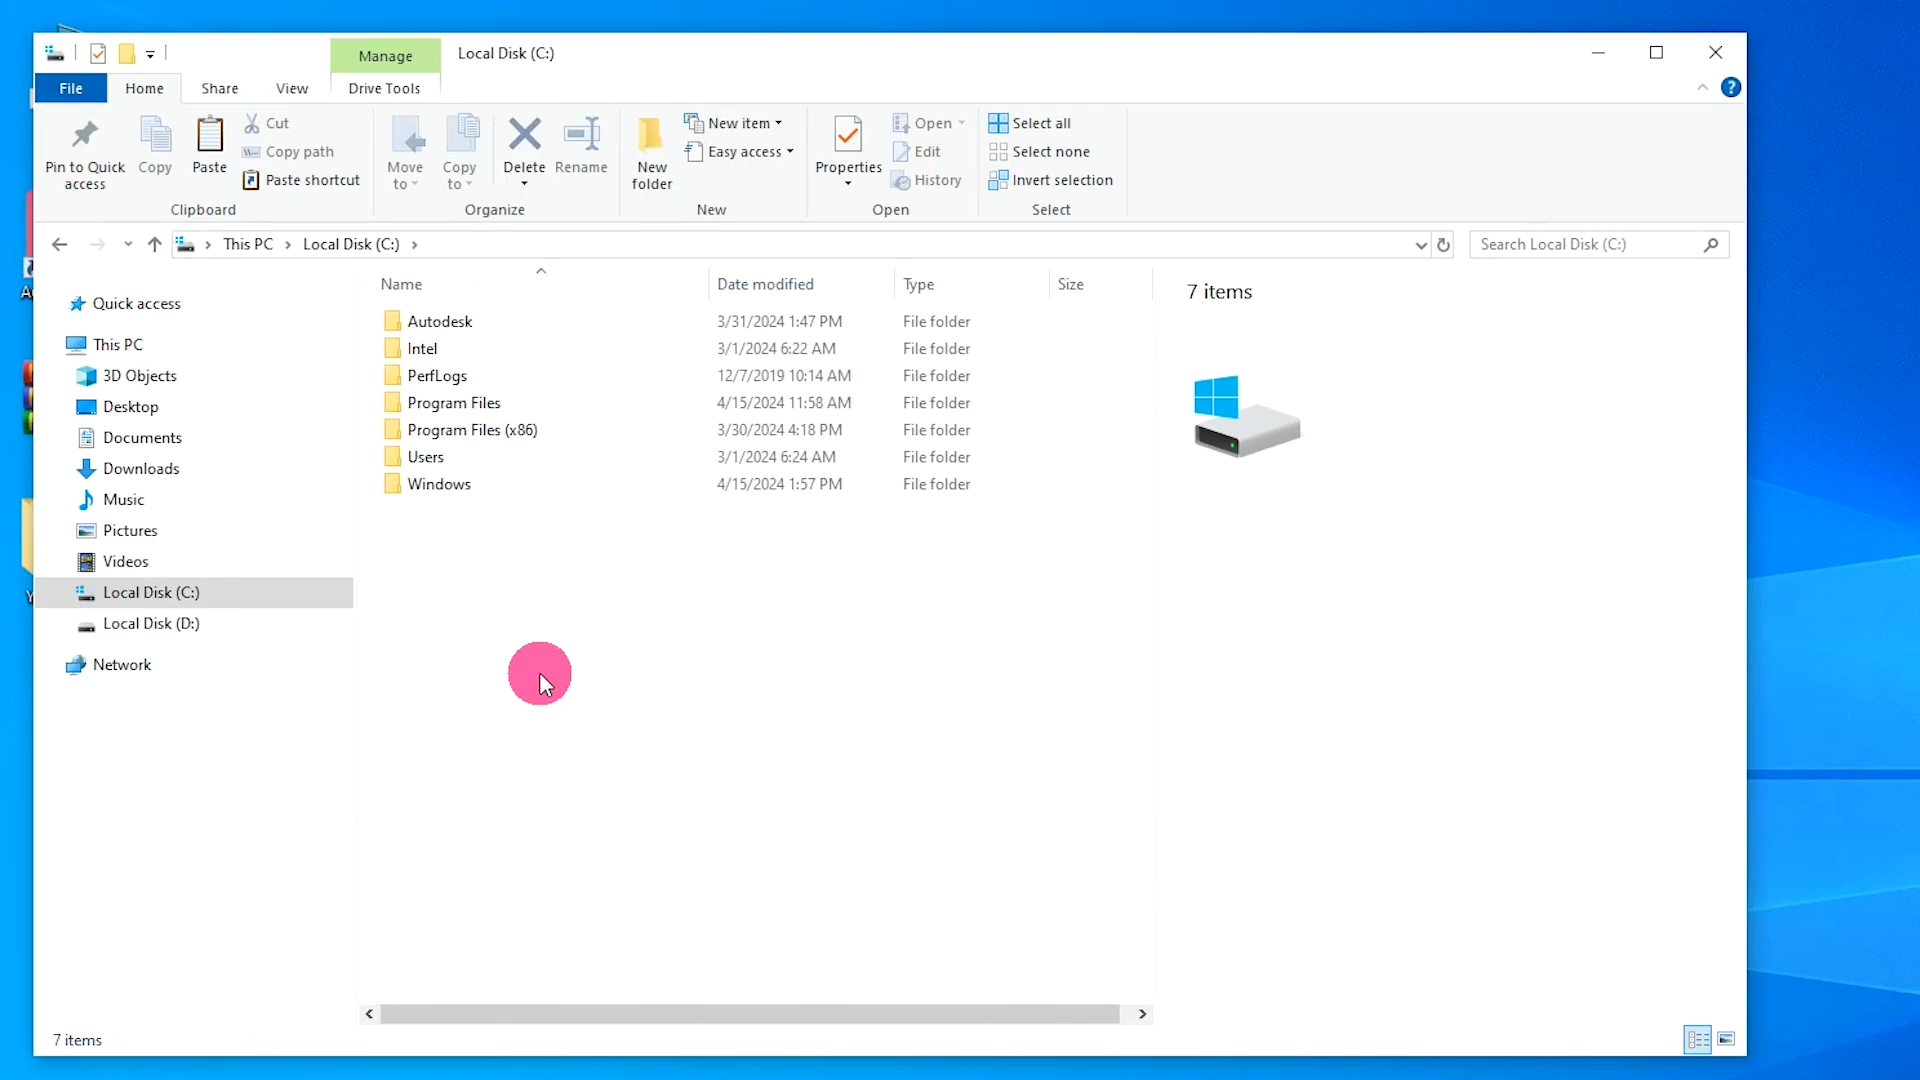 Manage
Local Disk (C:)
File
Home
Share
View
Drive Tools
?
Pin to Quick access
Copy
Paste
Cut
Copy path
Paste shortcut
Clipboard
Move to
Copy to
Delete
Rename
Organize
New folder
New item
Easy access
New
Properties
Open
Edit
History
Open
Select all
Select none
Invert selection
Select
This PC
Local Disk (C:)
Search Local Disk (C:)
Name
Date modified
Type
Size
7 items
Quick access
This PC
3D Objects
Desktop
Documents
Downloads
Music
Pictures
Videos
Local Disk (C:)
Local Disk (D:)
Network
Autodesk 3/31/2024 1:47 PM File folder
Intel 3/1/2024 6:22 AM File folder
PerfLogs 12/7/2019 10:14 AM File folder
Program Files 4/15/2024 11:58 AM File folder
Program Files (x86) 3/30/2024 4:18 PM File folder
Users 3/1/2024 6:24 AM File folder
Windows 4/15/2024 1:57 PM File folder
7 items